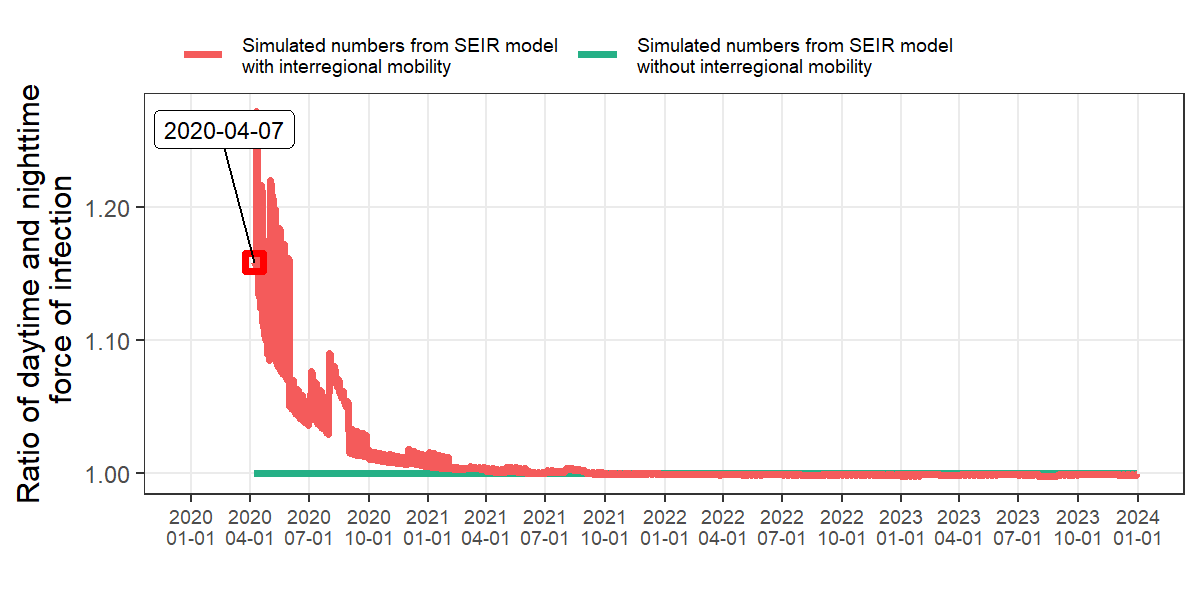 Simulated numbers from SEIR model
with interregional mobility
Simulated numbers from SEIR model
without interregional mobility
2020-04-07
Ratio of daytime and nighttime
force of infection
1.20
1.10
1.00
2020 2020 2020 2020 2021 2021 2021 2021 2022 2022 2022 2022 2023 2023 2023 2023 2024
01-01 04-01 07-01 10-01 01-01 04-01 07-01 10-01 01-01 04-01 07-01 10-01 01-01 04-01 07-01 10-01 01-01